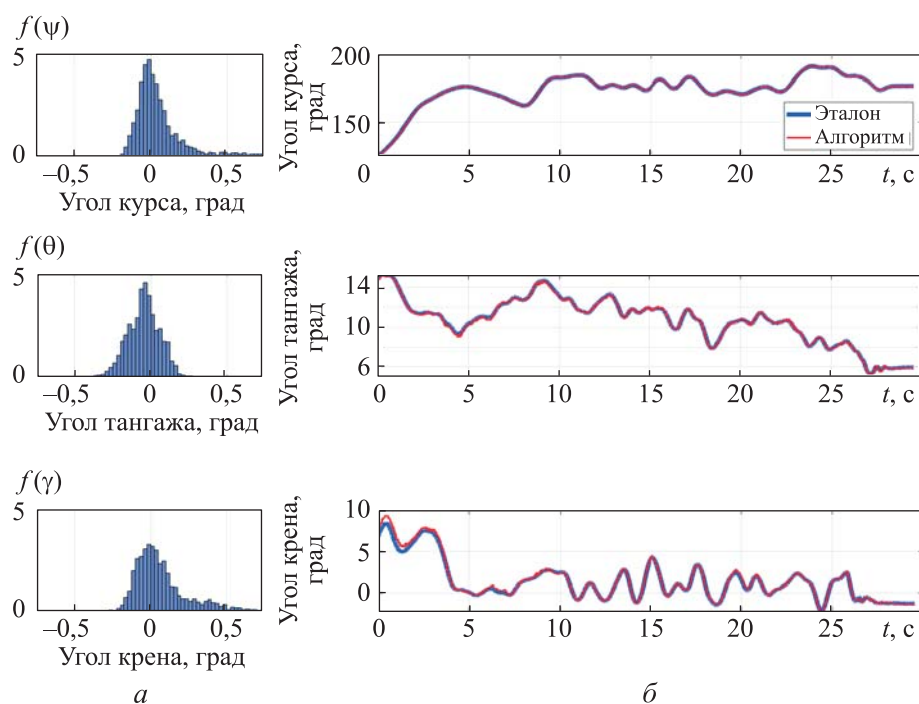 f(ψ)
5
0
–0,5 0 0,5
Угол курса, град
Угол курса,
град
200
150
0 5 10 15 20 25 t, с
Эталон
Алгоритм
f(θ)
5
0
–0,5 0 0,5
Угол тангажа, град
Угол тангажа,
град
14
10
6
0 5 10 15 20 25 t, с
f(γ)
5
0
–0,5 0 0,5
Угол крена, град
Угол крена,
град
10
5
0
0 5 10 15 20 25 t, с
а
б